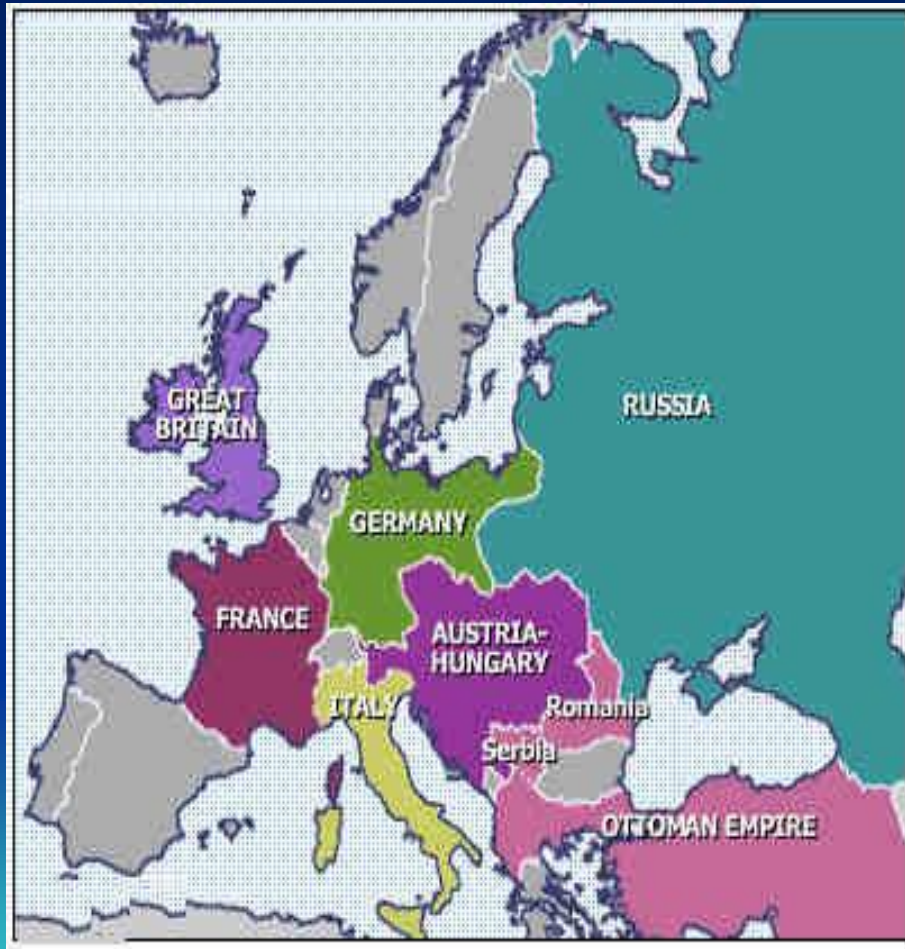 GREAT
BRITAIN
RUSSIA
GERMANY
FRANCE
AUSTRIA-
HUNGARY
ITALY
Romania
Serbia
OTTOMAN EMPIRE